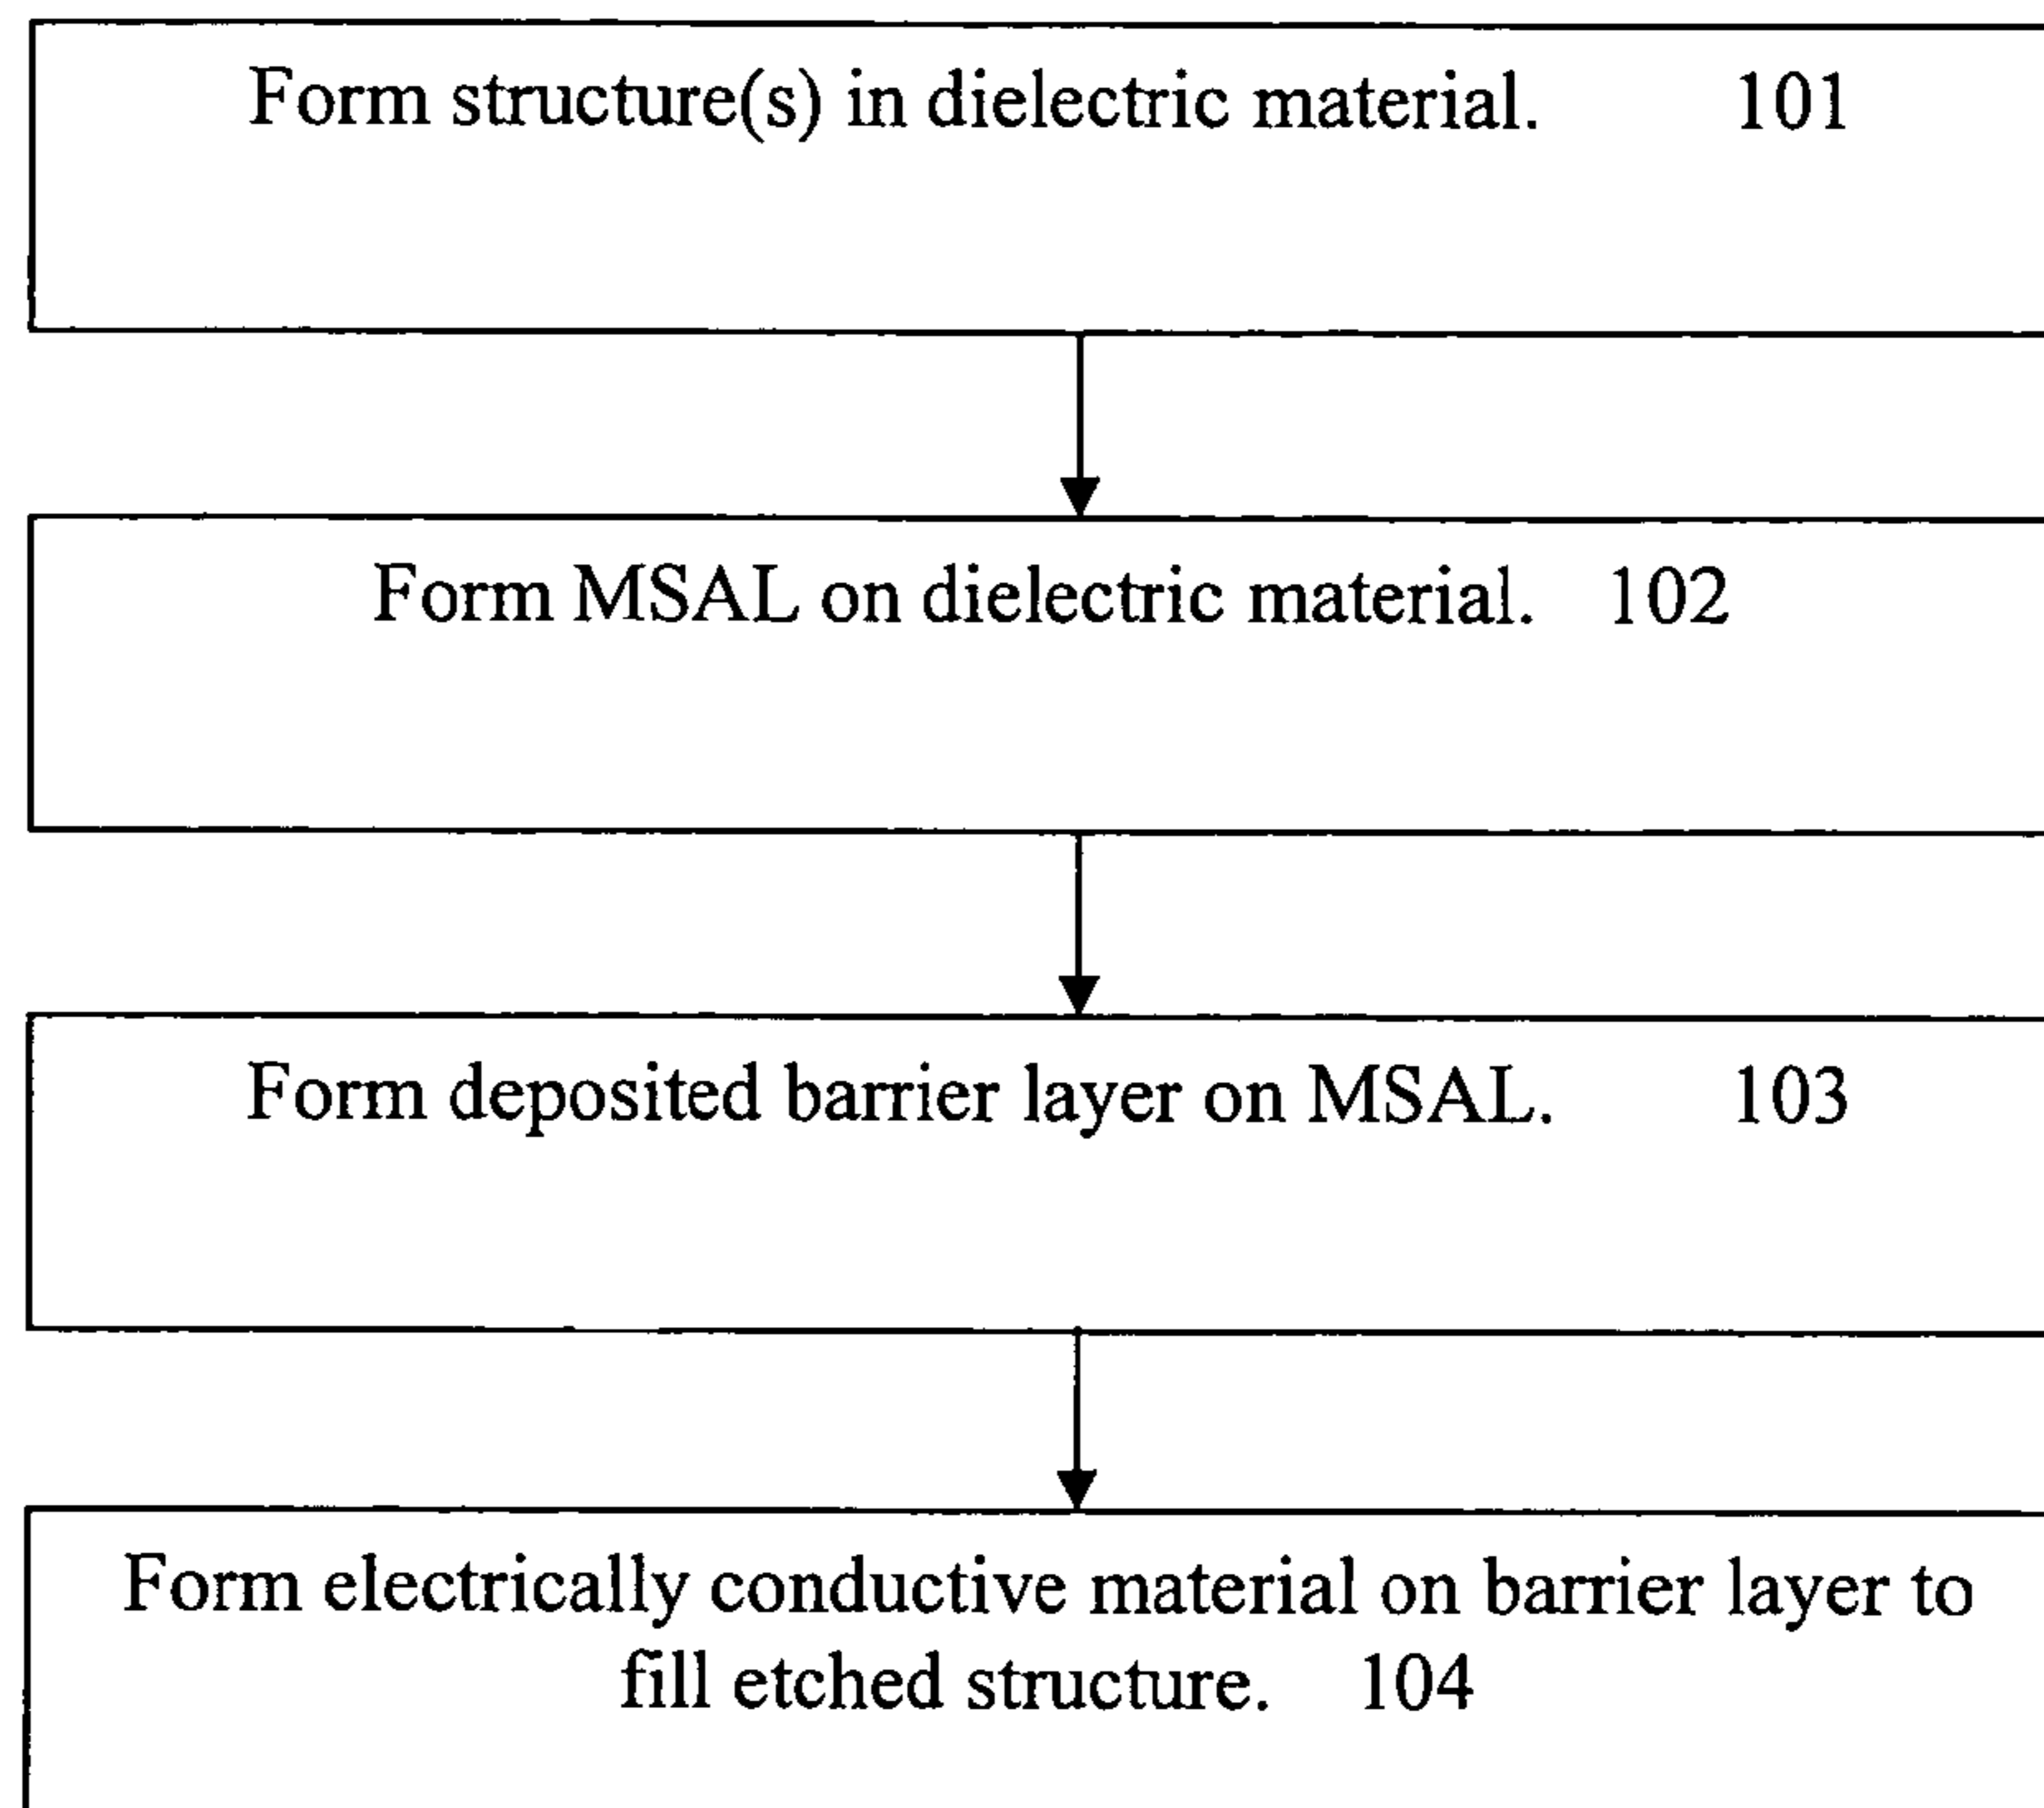 Form structure(s) in dielectric material. 101
Form MSAL on dielectric material. 102
Form deposited barrier layer on MSAL. 103
Form electrically conductive material on barrier layer to
fill etched structure. 104